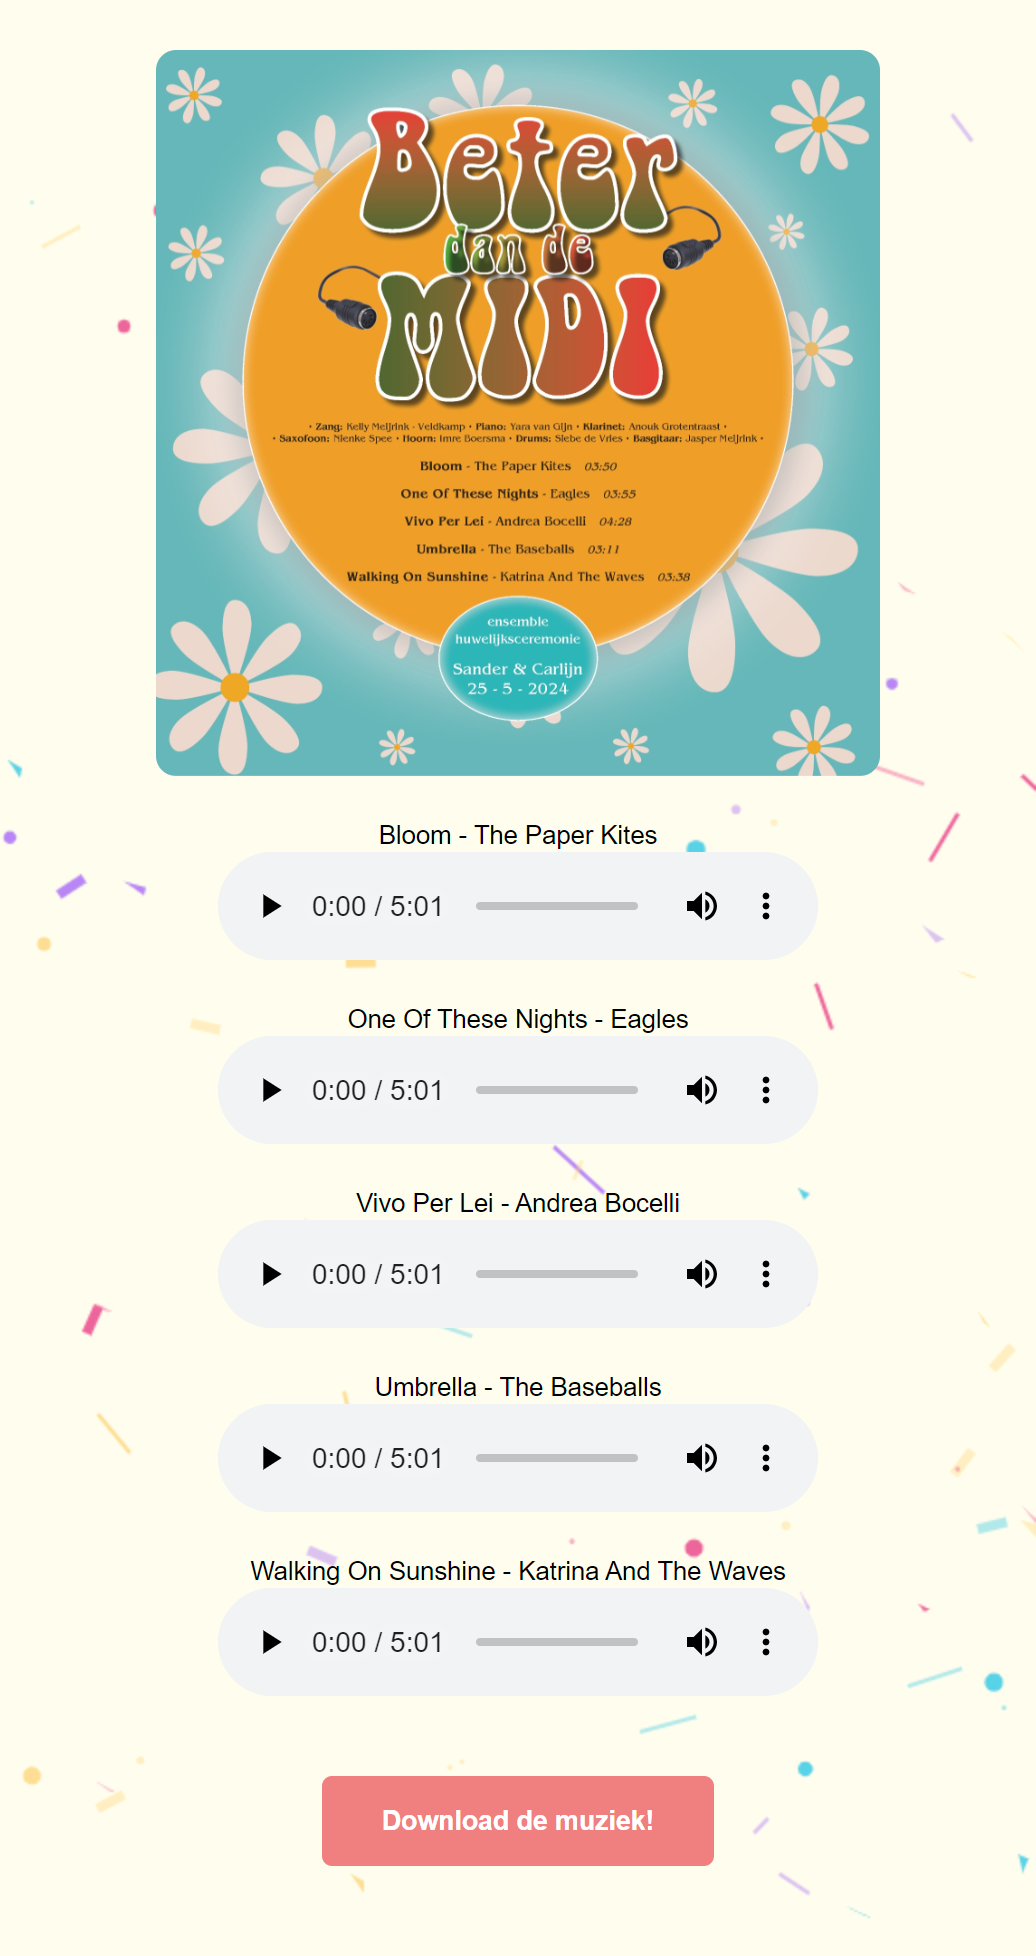 Beter
dan de
MIDI
• Zang: Kelly Meijrink - Veldkamp • Piano: Yara van Gijn • Klarinet: Anouk Grotentraast •
• Saxofoon: Nienke Spee • Hoorn: Imre Boersma • Drums: Siebe de Vries • Basgitaar: Jasper Meijrink •
Bloom - The Paper Kites 03:50
One Of These Nights - Eagles 03:55
Vivo Per Lei - Andrea Bocelli 04:28
Umbrella - The Baseballs 03:11
Walking On Sunshine - Katrina And The Waves 03:38
ensemble
huwelijksceremonie
Sander & Carlijn
25 - 5 - 2024
Bloom - The Paper Kites
0:00 / 5:01
One Of These Nights - Eagles
0:00 / 5:01
Vivo Per Lei - Andrea Bocelli
0:00 / 5:01
Umbrella - The Baseballs
0:00 / 5:01
Walking On Sunshine - Katrina And The Waves
0:00 / 5:01
Download de muziek!